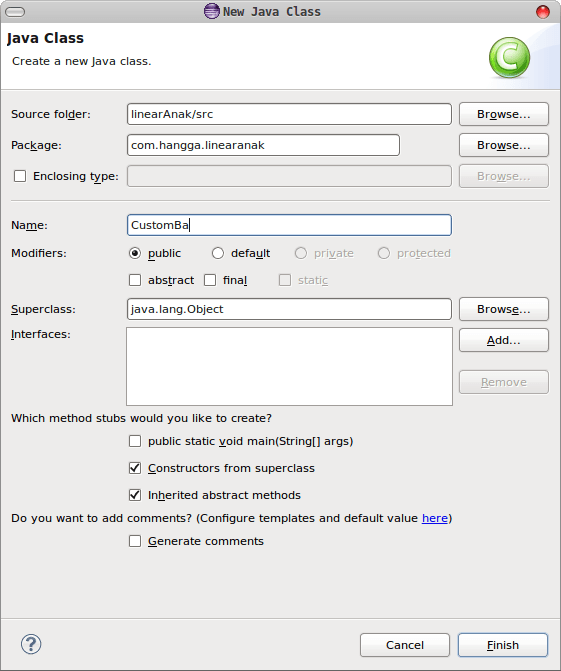 New Java Class
Java Class
Create a new Java class.
Source folder: linearAnak/src Browse...
Package: com.hangga.linearanak Browse...
Enclosing type: Browse...
Name: CustomBa
Modifiers: public default private protected
abstract final static
Superclass: java.lang.Object Browse...
Interfaces: Add...
Remove
Which method stubs would you like to create?
public static void main(String[] args)
Constructors from superclass
Inherited abstract methods
Do you want to add comments? (Configure templates and default value here)
Generate comments
? Cancel Finish